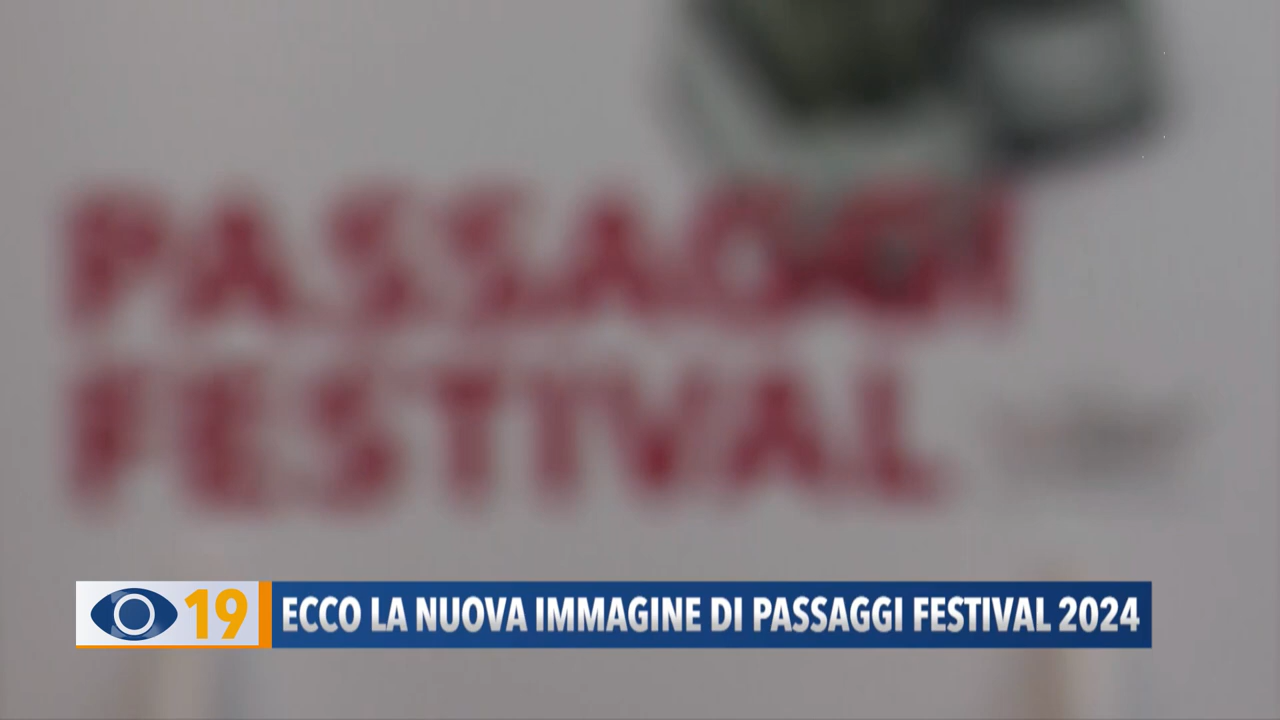 PASSAGGI
FESTIVAL
19
ECCO LA NUOVA IMMAGINE DI PASSAGGI FESTIVAL 2024